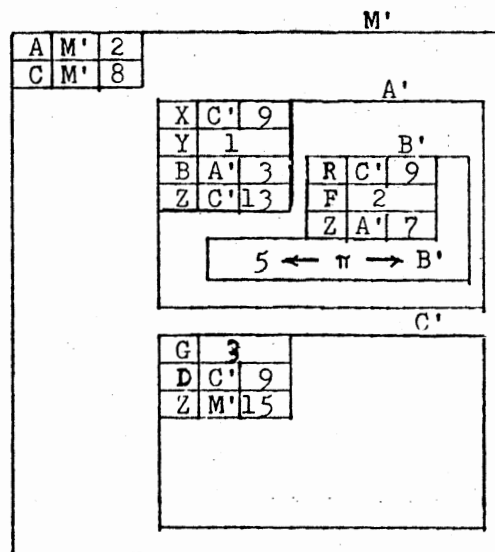 M'
A M' 2
C M' 8
A'
X C' 9
Y 1
B A' 3
Z C' 13
B'
R C' 9
F 2
Z A' 7
5 ← π → B'
C'
G 3
D C' 9
Z M' 15